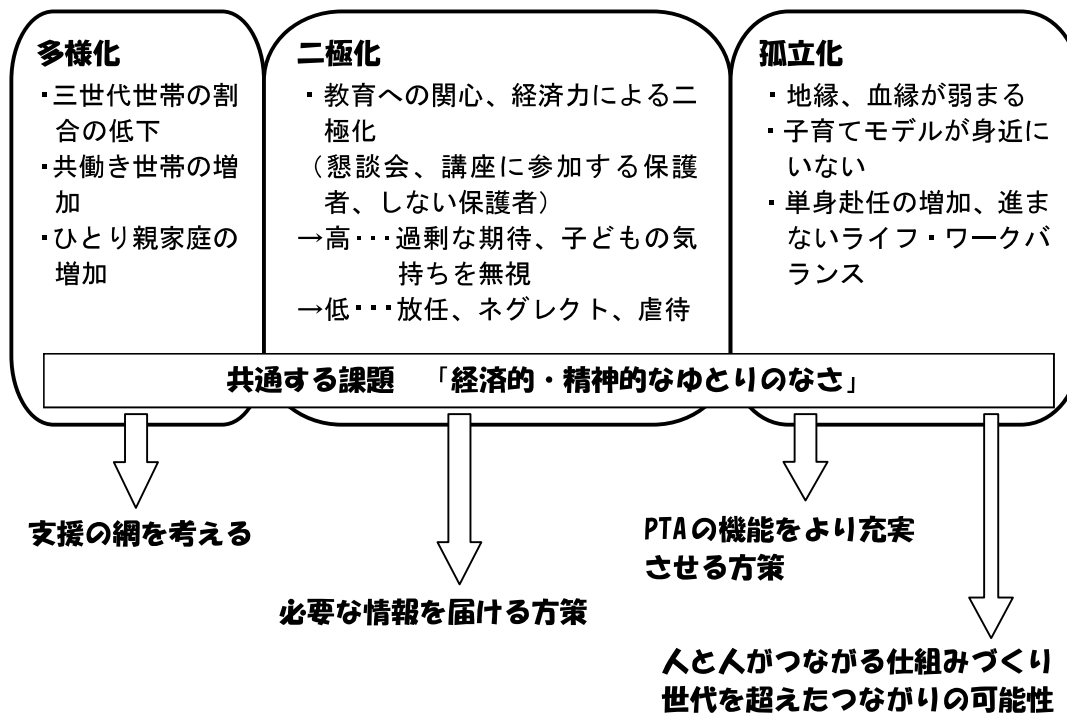 多様化
・三世代世帯の割
合の低下
・共働き世帯の増
加
・ひとり親家庭の
増加
二極化
・教育への関心、経済力による二
極化
（懇談会、講座に参加する保護
者、しない保護者）
→高・・・過剰な期待、子どもの気
持ちを無視
→低・・・放任、ネグレクト、虐待
孤立化
・地縁、血縁が弱まる
・子育てモデルが身近に
いない
・単身赴任の増加、進ま
ないライフ・ワークバ
ランス
共通する課題　「経済的・精神的なゆとりのなさ」
支援の網を考える
必要な情報を届ける方策
PTAの機能をより充実
させる方策
人と人がつながる仕組みづくり
世代を超えたつながりの可能性